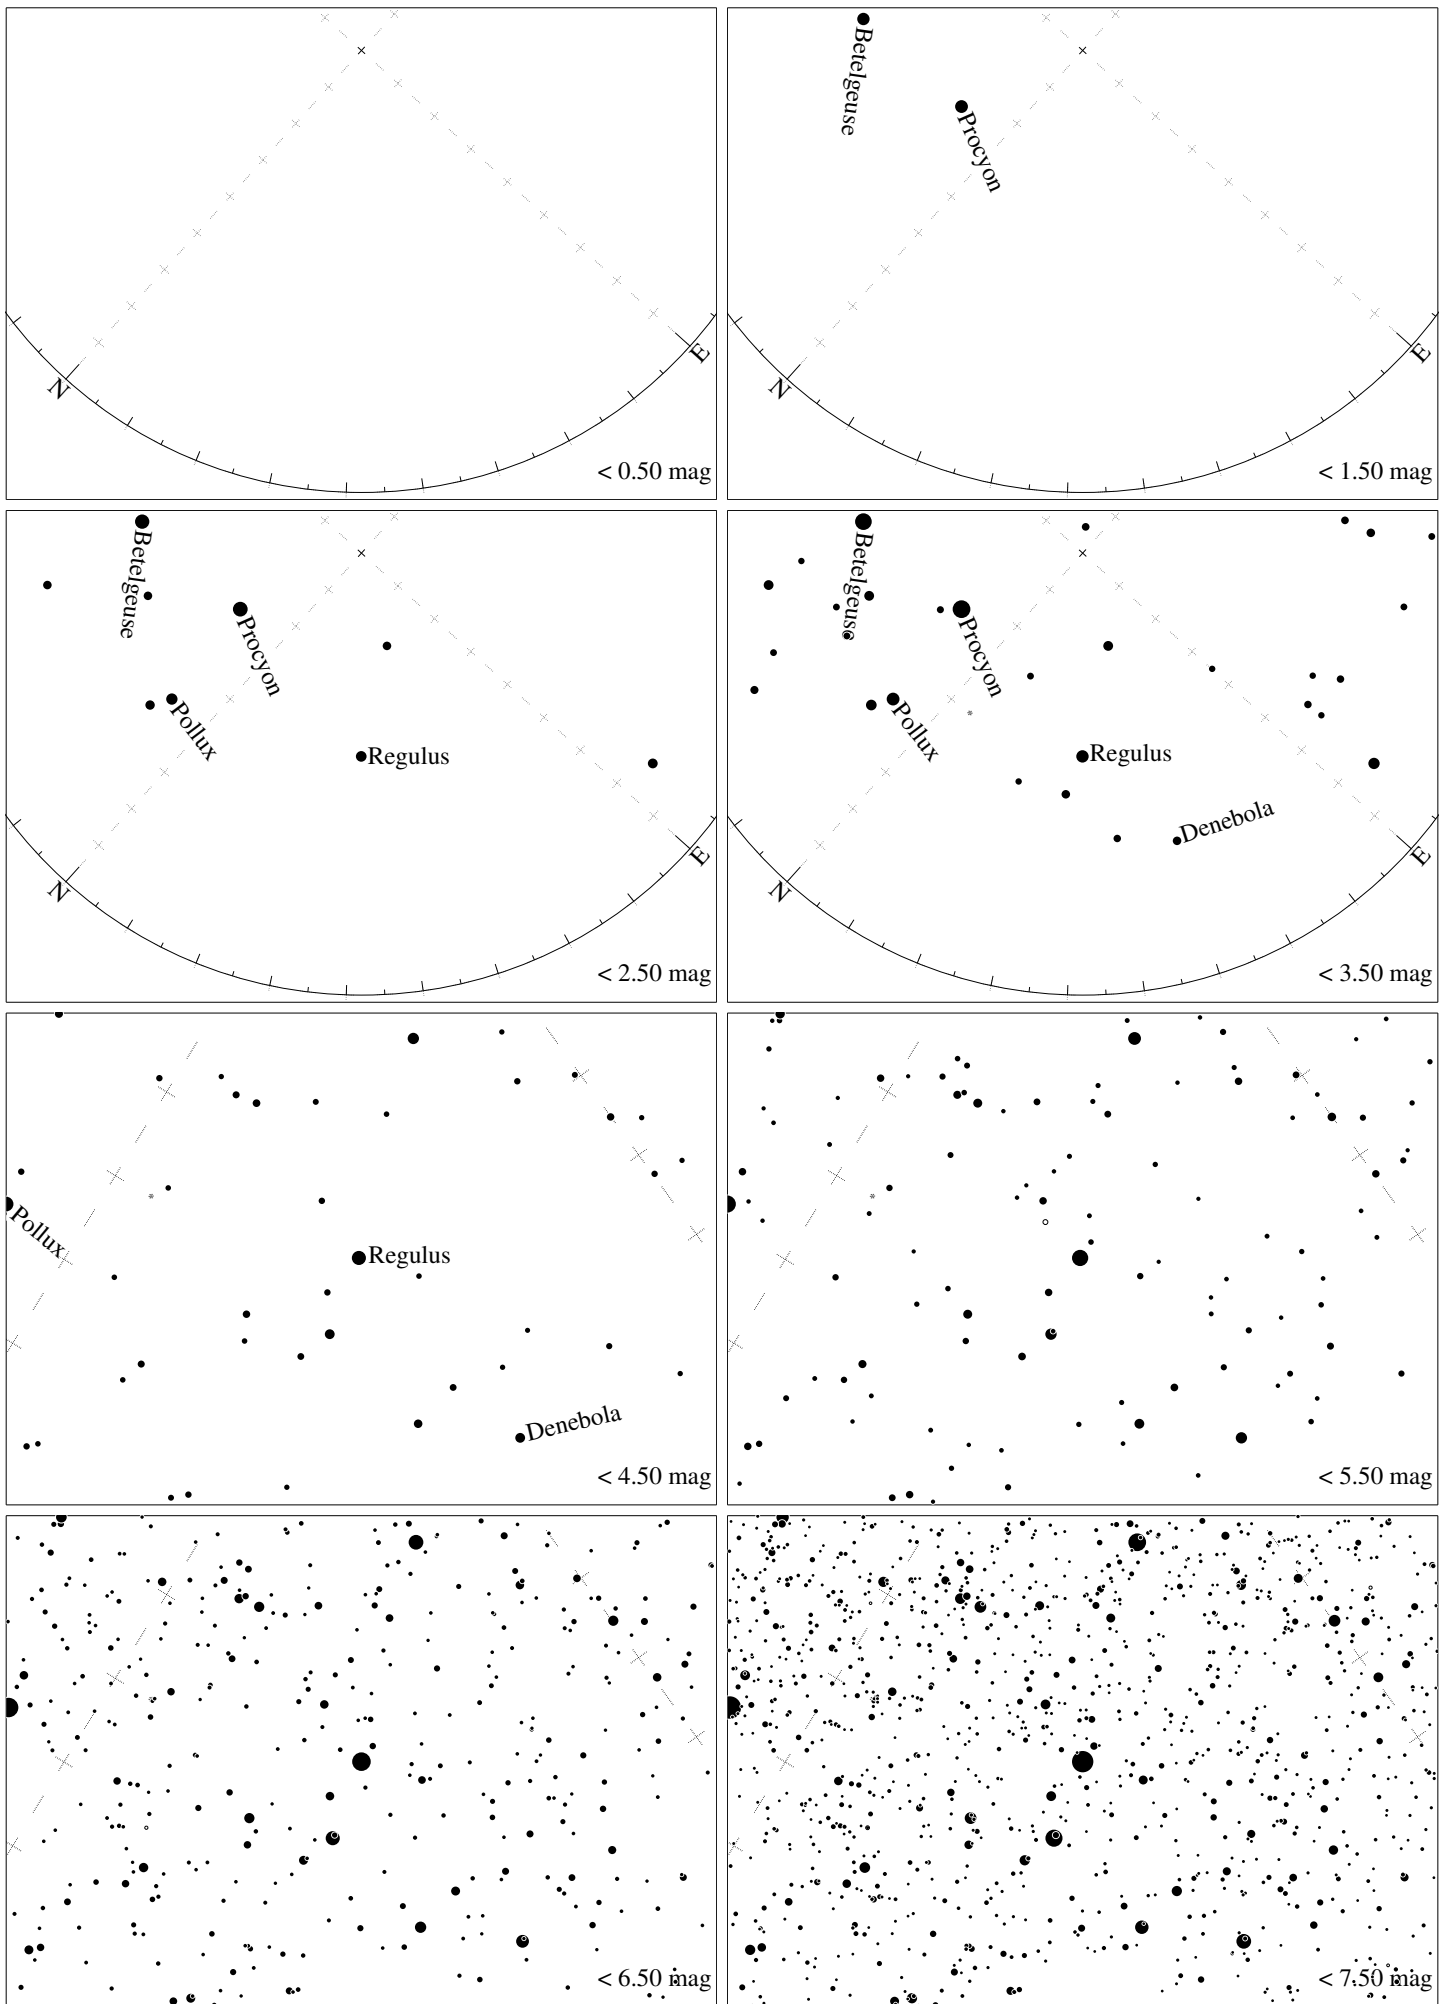 N
E
< 0.50 mag
Betelgeuse
Procyon
N
E
< 1.50 mag
Betelgeuse
Procyon
Pollux
Regulus
N
E
< 2.50 mag
Betelgeuse
Procyon
Pollux
Regulus
Denebola
N
E
< 3.50 mag
Pollux
Regulus
Denebola
< 4.50 mag
< 5.50 mag
< 6.50 mag
< 7.50 mag